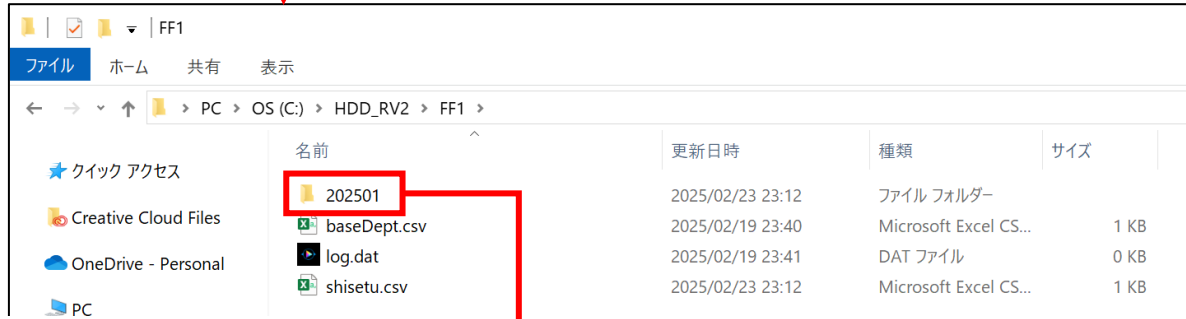 FF1
ファイル ホーム 共有 表示
PC > OS (C:) > HDD_RV2 > FF1 >
名前 更新日時 種類 サイズ
クイック アクセス
202501 2025/02/23 23:12 ファイル フォルダー
Creative Cloud Files
baseDept.csv 2025/02/19 23:40 Microsoft Excel CS... 1 KB
OneDrive - Personal
log.dat 2025/02/19 23:41 DAT ファイル 0 KB
shisetu.csv 2025/02/23 23:12 Microsoft Excel CS... 1 KB
PC